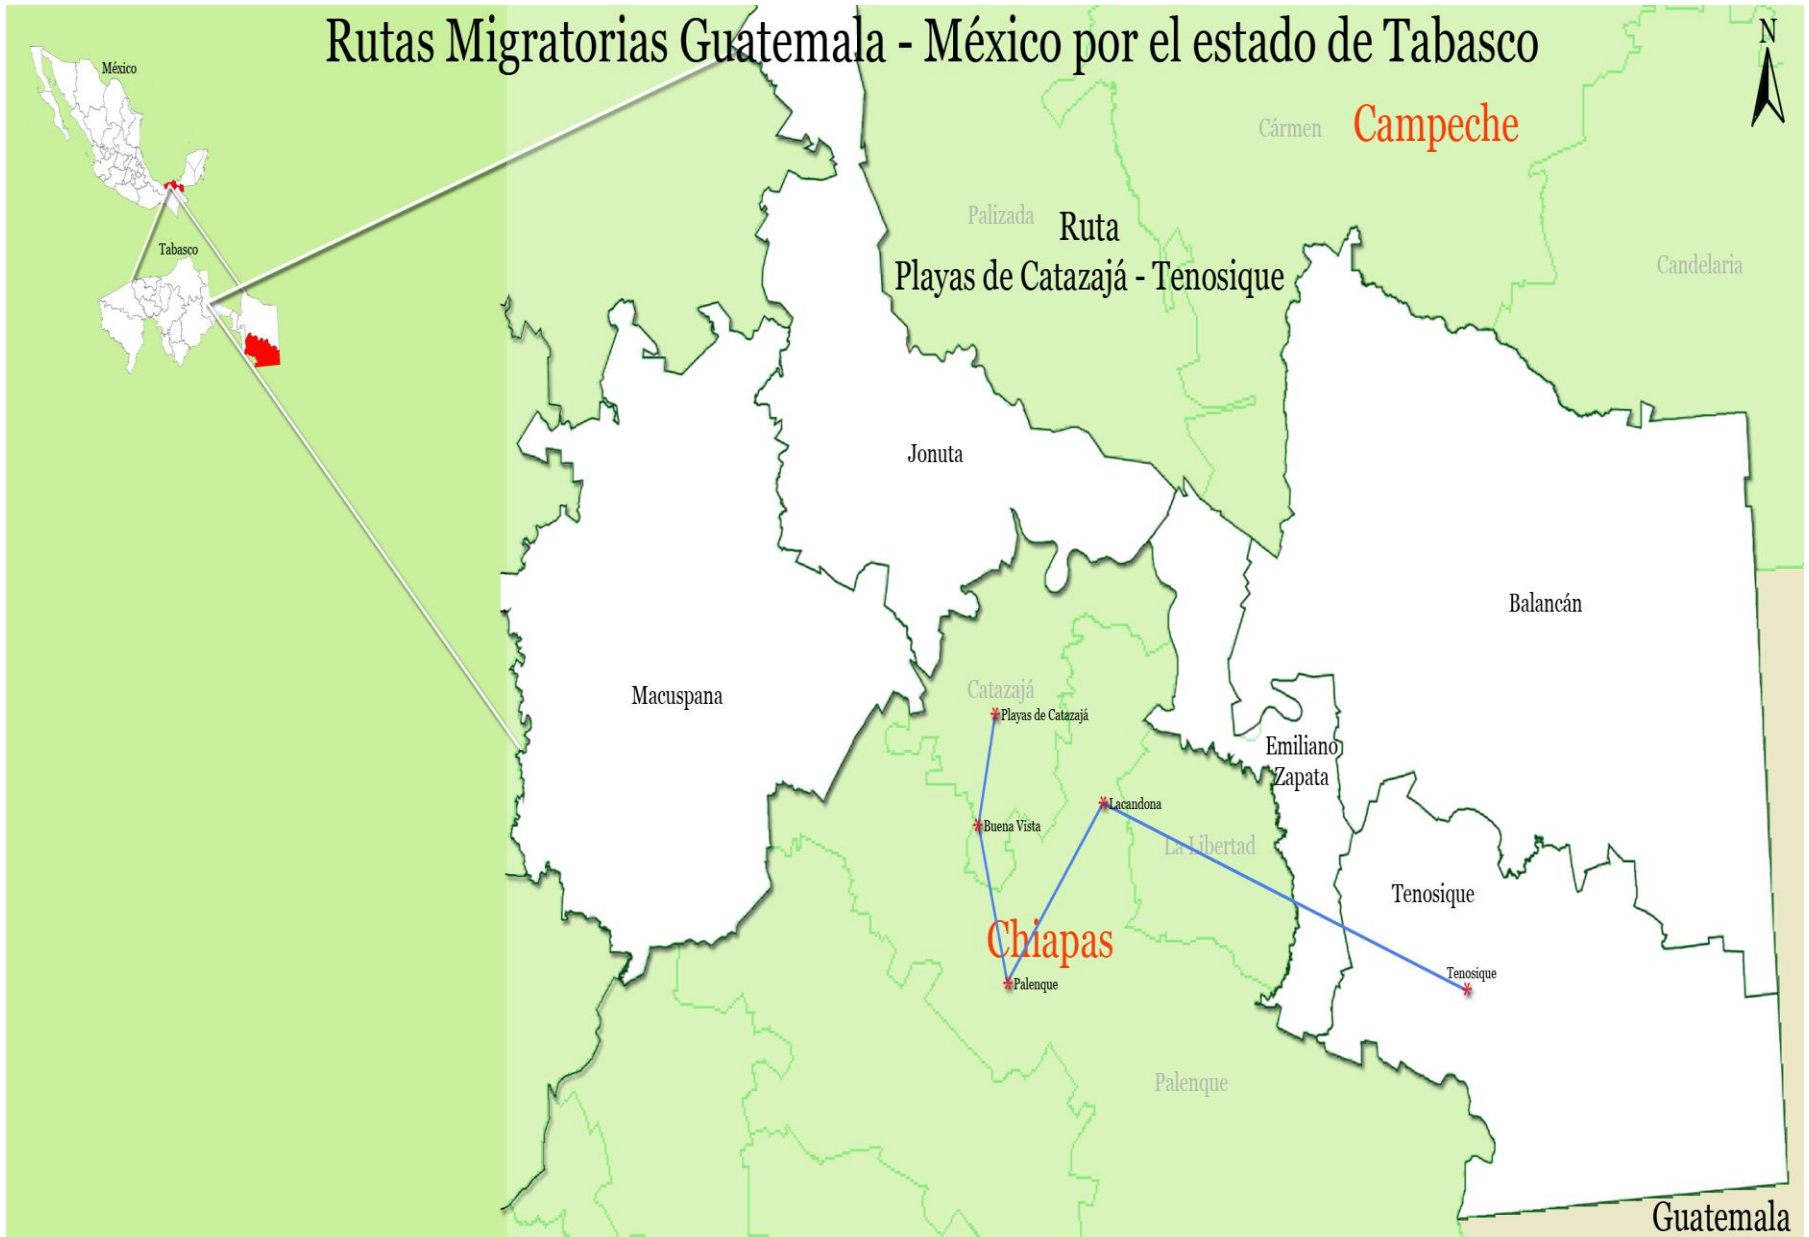 Rutas Migratorias Guatemala - México por el estado de Tabasco
N
México
Cármen
Campeche
Palizada
Ruta
Playas de Catazajá - Tenosique
Tabasco
Candelaria
Jonuta
Balancán
Macuspana
Catazajá
Playas de Catazajá
Emiliano
Zapata
Lacandona
Buena Vista
La Libertad
Tenosique
Chiapas
Tenosique
Palenque
Palenque
Guatemala